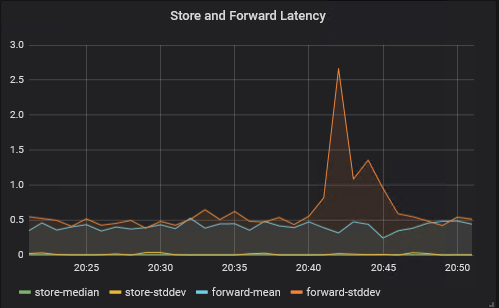 Store and Forward Latency
3.0
2.5
2.0
1.5
1.0
0.5
0
20:25 20:30 20:35 20:40 20:45 20:50
store-median store-stddev forward-mean forward-stddev